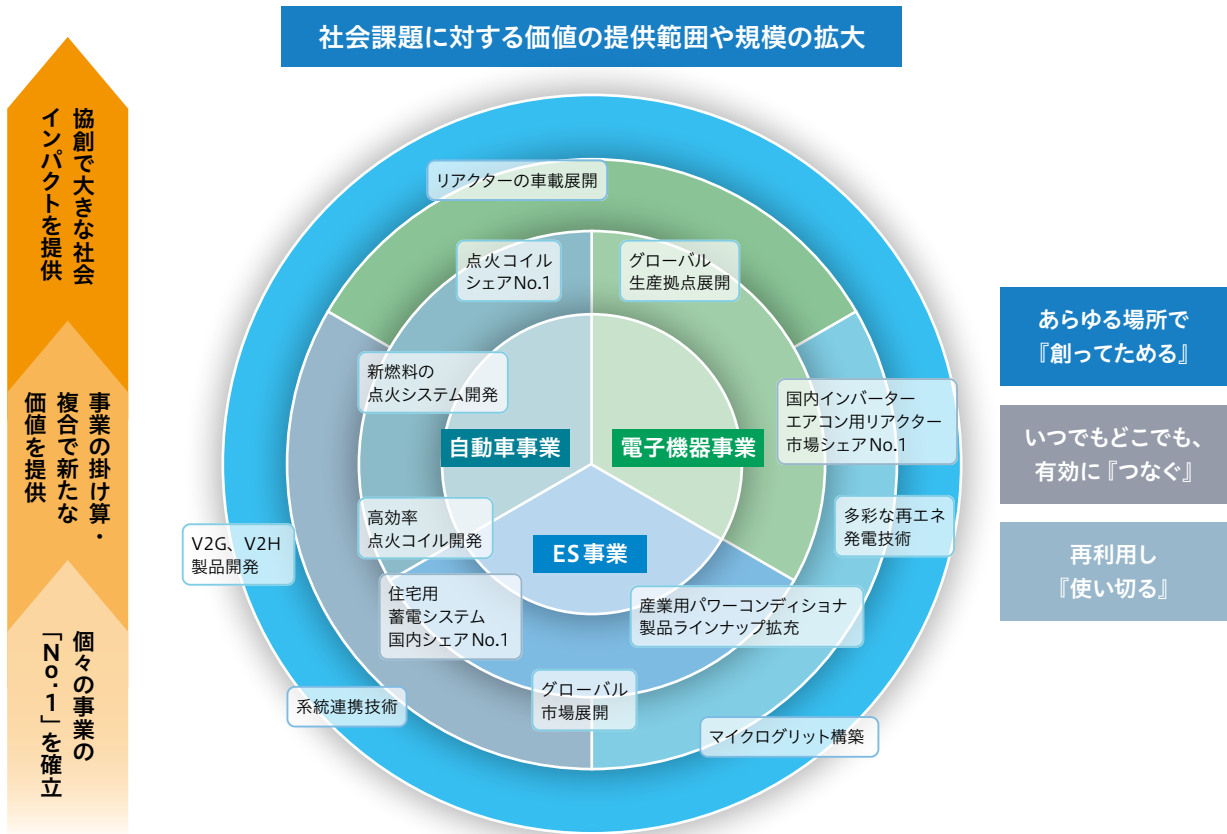 社会課題に対する価値の提供範囲や規模の拡大
協創で大きな社会
インパクトを提供
事業の掛け算・
複合で新たな
価値を提供
個々の事業の
「No.1」を確立
リアクターの車載展開
点火コイル
シェアNo.1
グローバル
生産拠点展開
新燃料の
点火システム開発
国内インバーター
エアコン用リアクター
市場シェアNo.1
自動車事業
電子機器事業
ES事業
高効率
点火コイル開発
多彩な再エネ
発電技術
V2G、V2H
製品開発
住宅用
蓄電システム
国内シェアNo.1
産業用パワーコンディショナ
製品ラインナップ拡充
グローバル
市場展開
系統連携技術
マイクログリット構築
あらゆる場所で
『創ってためる』
いつでもどこでも、
有効に『つなぐ』
再利用し
『使い切る』